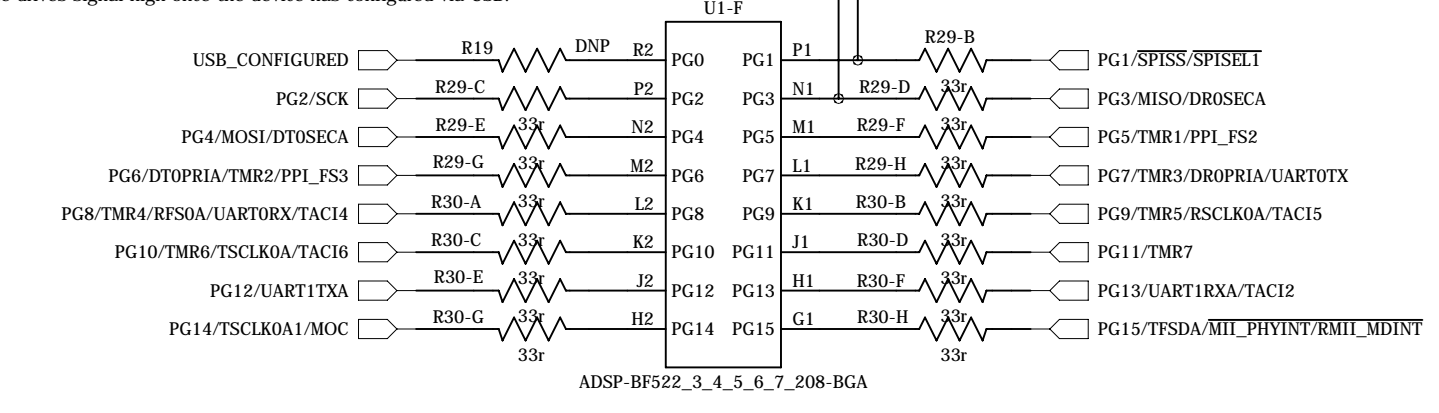 U1-F
USB_CONFIGURED R19 DNP R2 PG0 PG1 P1 R29-B PG1/SPISS/SPISEL1
PG2/SCK R29-C P2 PG2 PG3 N1 R29-D 33r PG3/MISO/DR0SECA
PG4/MOSI/DT0SECA R29-E 33r N2 PG4 PG5 M1 R29-F 33r PG5/TMR1/PPI_FS2
PG6/DT0PRIA/TMR2/PPI_FS3 R29-G 33r M2 PG6 PG7 L1 R29-H 33r PG7/TMR3/DR0PRIA/UART0TX
PG8/TMR4/RFS0A/UART0RX/TACI4 R30-A 33r L2 PG8 PG9 K1 R30-B 33r PG9/TMR5/RSCLK0A/TACI5
PG10/TMR6/TSCLK0A/TACI6 R30-C 33r K2 PG10 PG11 J1 R30-D 33r PG11/TMR7
PG12/UART1TXA R30-E 33r J2 PG12 PG13 H1 R30-F 33r PG13/UART1RXA/TACI2
PG14/TSCLK0A1/MOC R30-G 33r H2 PG14 PG15 G1 R30-H 33r PG15/TFSDA/MII_PHYINT/RMII_MDINT
33r 33r
ADSP-BF522_3_4_5_6_7_208-BGA